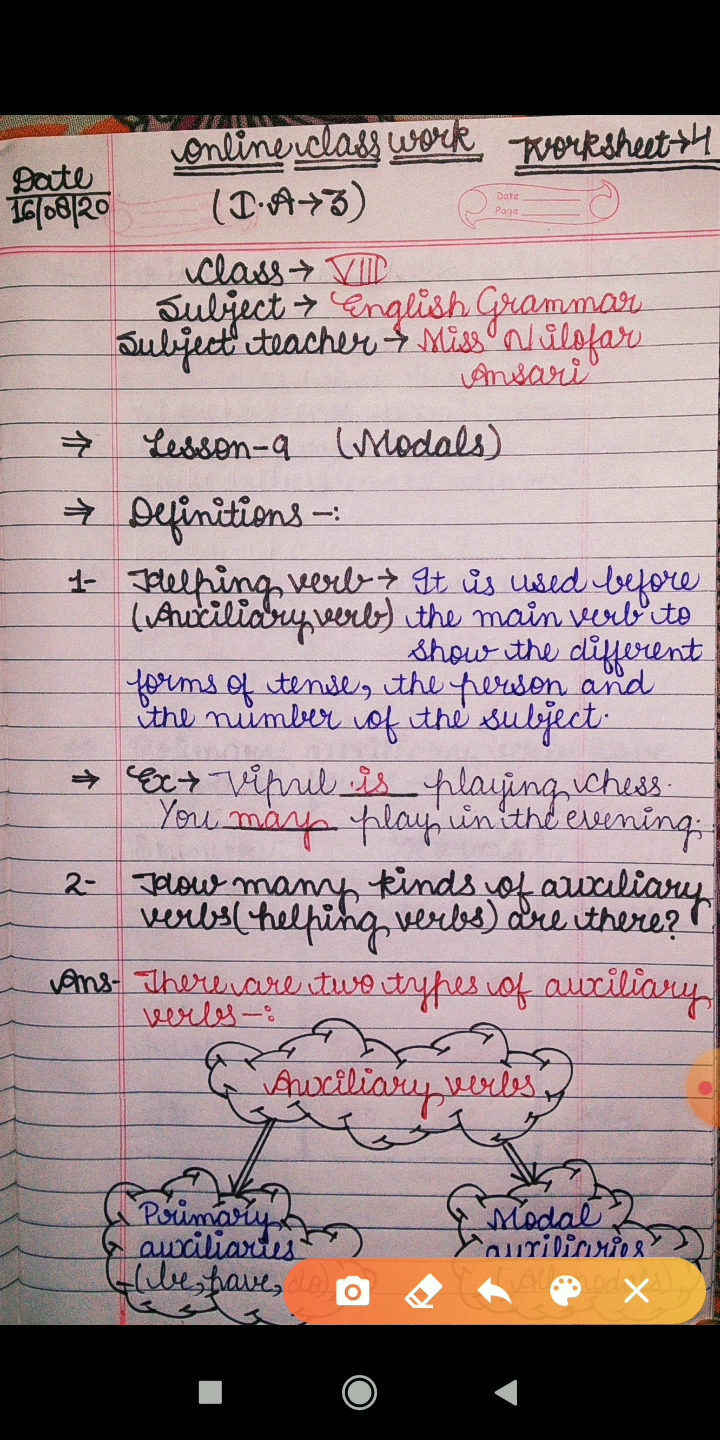 online class work Worksheet→4
Date
16/08/20
(I.A→3)
Date
Page
Class → VIII
Subject → English Grammar
Subject teacher → Miss Nilofar
Ansari
⇒ Lesson-9 (Modals)
⇒ Definitions -:
1- Helping verb → It is used before
(Auxiliary verb) the main verb to
show the different
forms of tense, the person and
the number of the subject.
⇒ Ex → Vipul is playing chess.
You may play in the evening.
2- How many kinds of auxiliary
verbs (helping verbs) are there?
Ans- There are two types of auxiliary
verbs -:
Auxiliary verbs
Primary
auxiliaries
(be, have, do)
Modal
auxiliaries
(All modals)